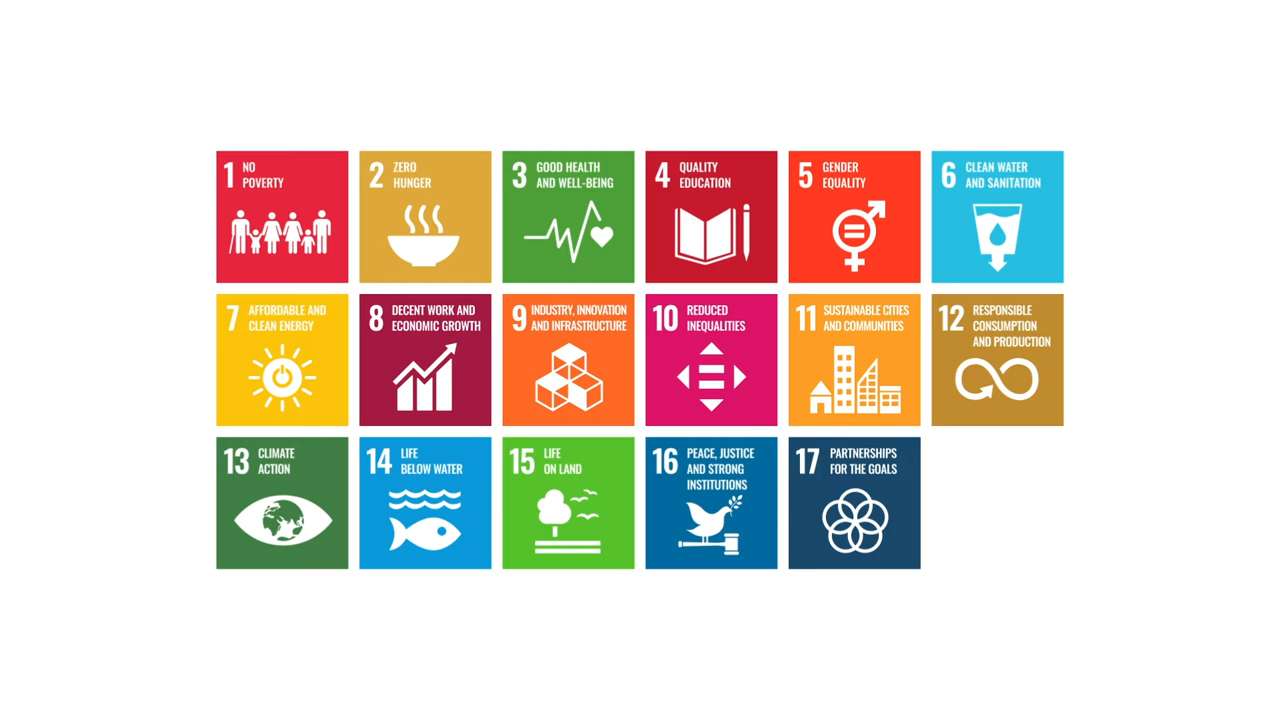 1 NO
POVERTY
2 ZERO
HUNGER
3 GOOD HEALTH
AND WELL-BEING
4 QUALITY
EDUCATION
5 GENDER
EQUALITY
6 CLEAN WATER
AND SANITATION
7 AFFORDABLE AND
CLEAN ENERGY
8 DECENT WORK AND
ECONOMIC GROWTH
9 INDUSTRY, INNOVATION
AND INFRASTRUCTURE
10 REDUCED
INEQUALITIES
11 SUSTAINABLE CITIES
AND COMMUNITIES
12 RESPONSIBLE
CONSUMPTION
AND PRODUCTION
13 CLIMATE
ACTION
14 LIFE
BELOW WATER
15 LIFE
ON LAND
16 PEACE, JUSTICE
AND STRONG
INSTITUTIONS
17 PARTNERSHIPS
FOR THE GOALS